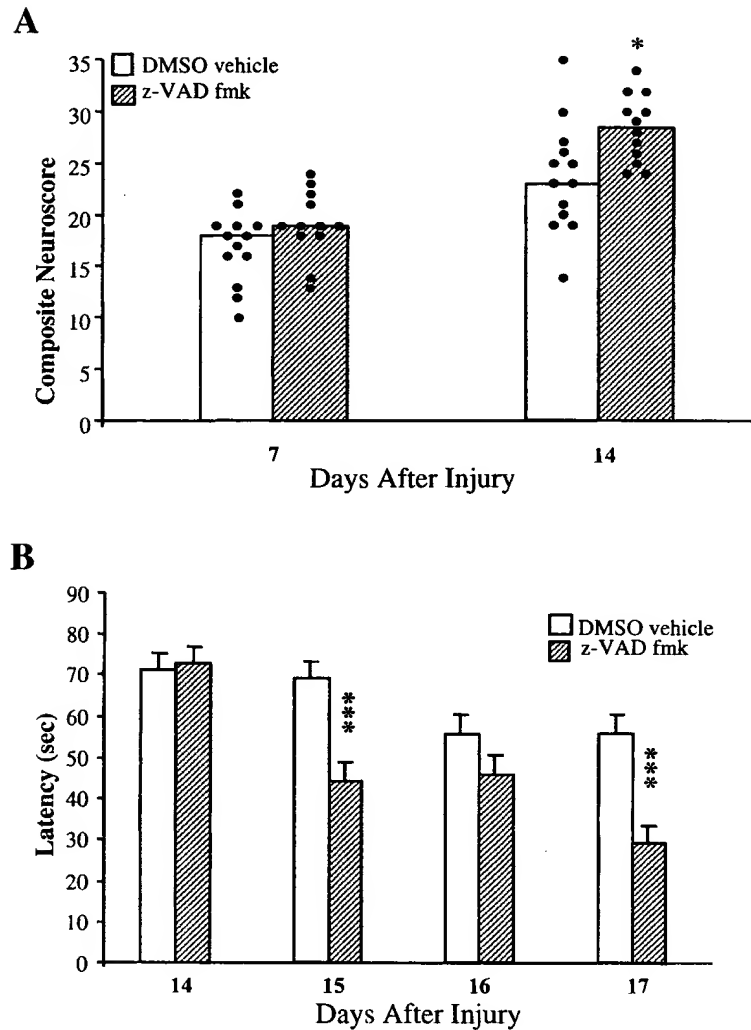 A
DMSO vehicle
z-VAD fmk
*
Composite Neuroscore
35
30
25
20
15
10
5
0
7 14
Days After Injury
B
DMSO vehicle
z-VAD fmk
***
***
Latency (sec)
90
80
70
60
50
40
30
20
10
0
14 15 16 17
Days After Injury